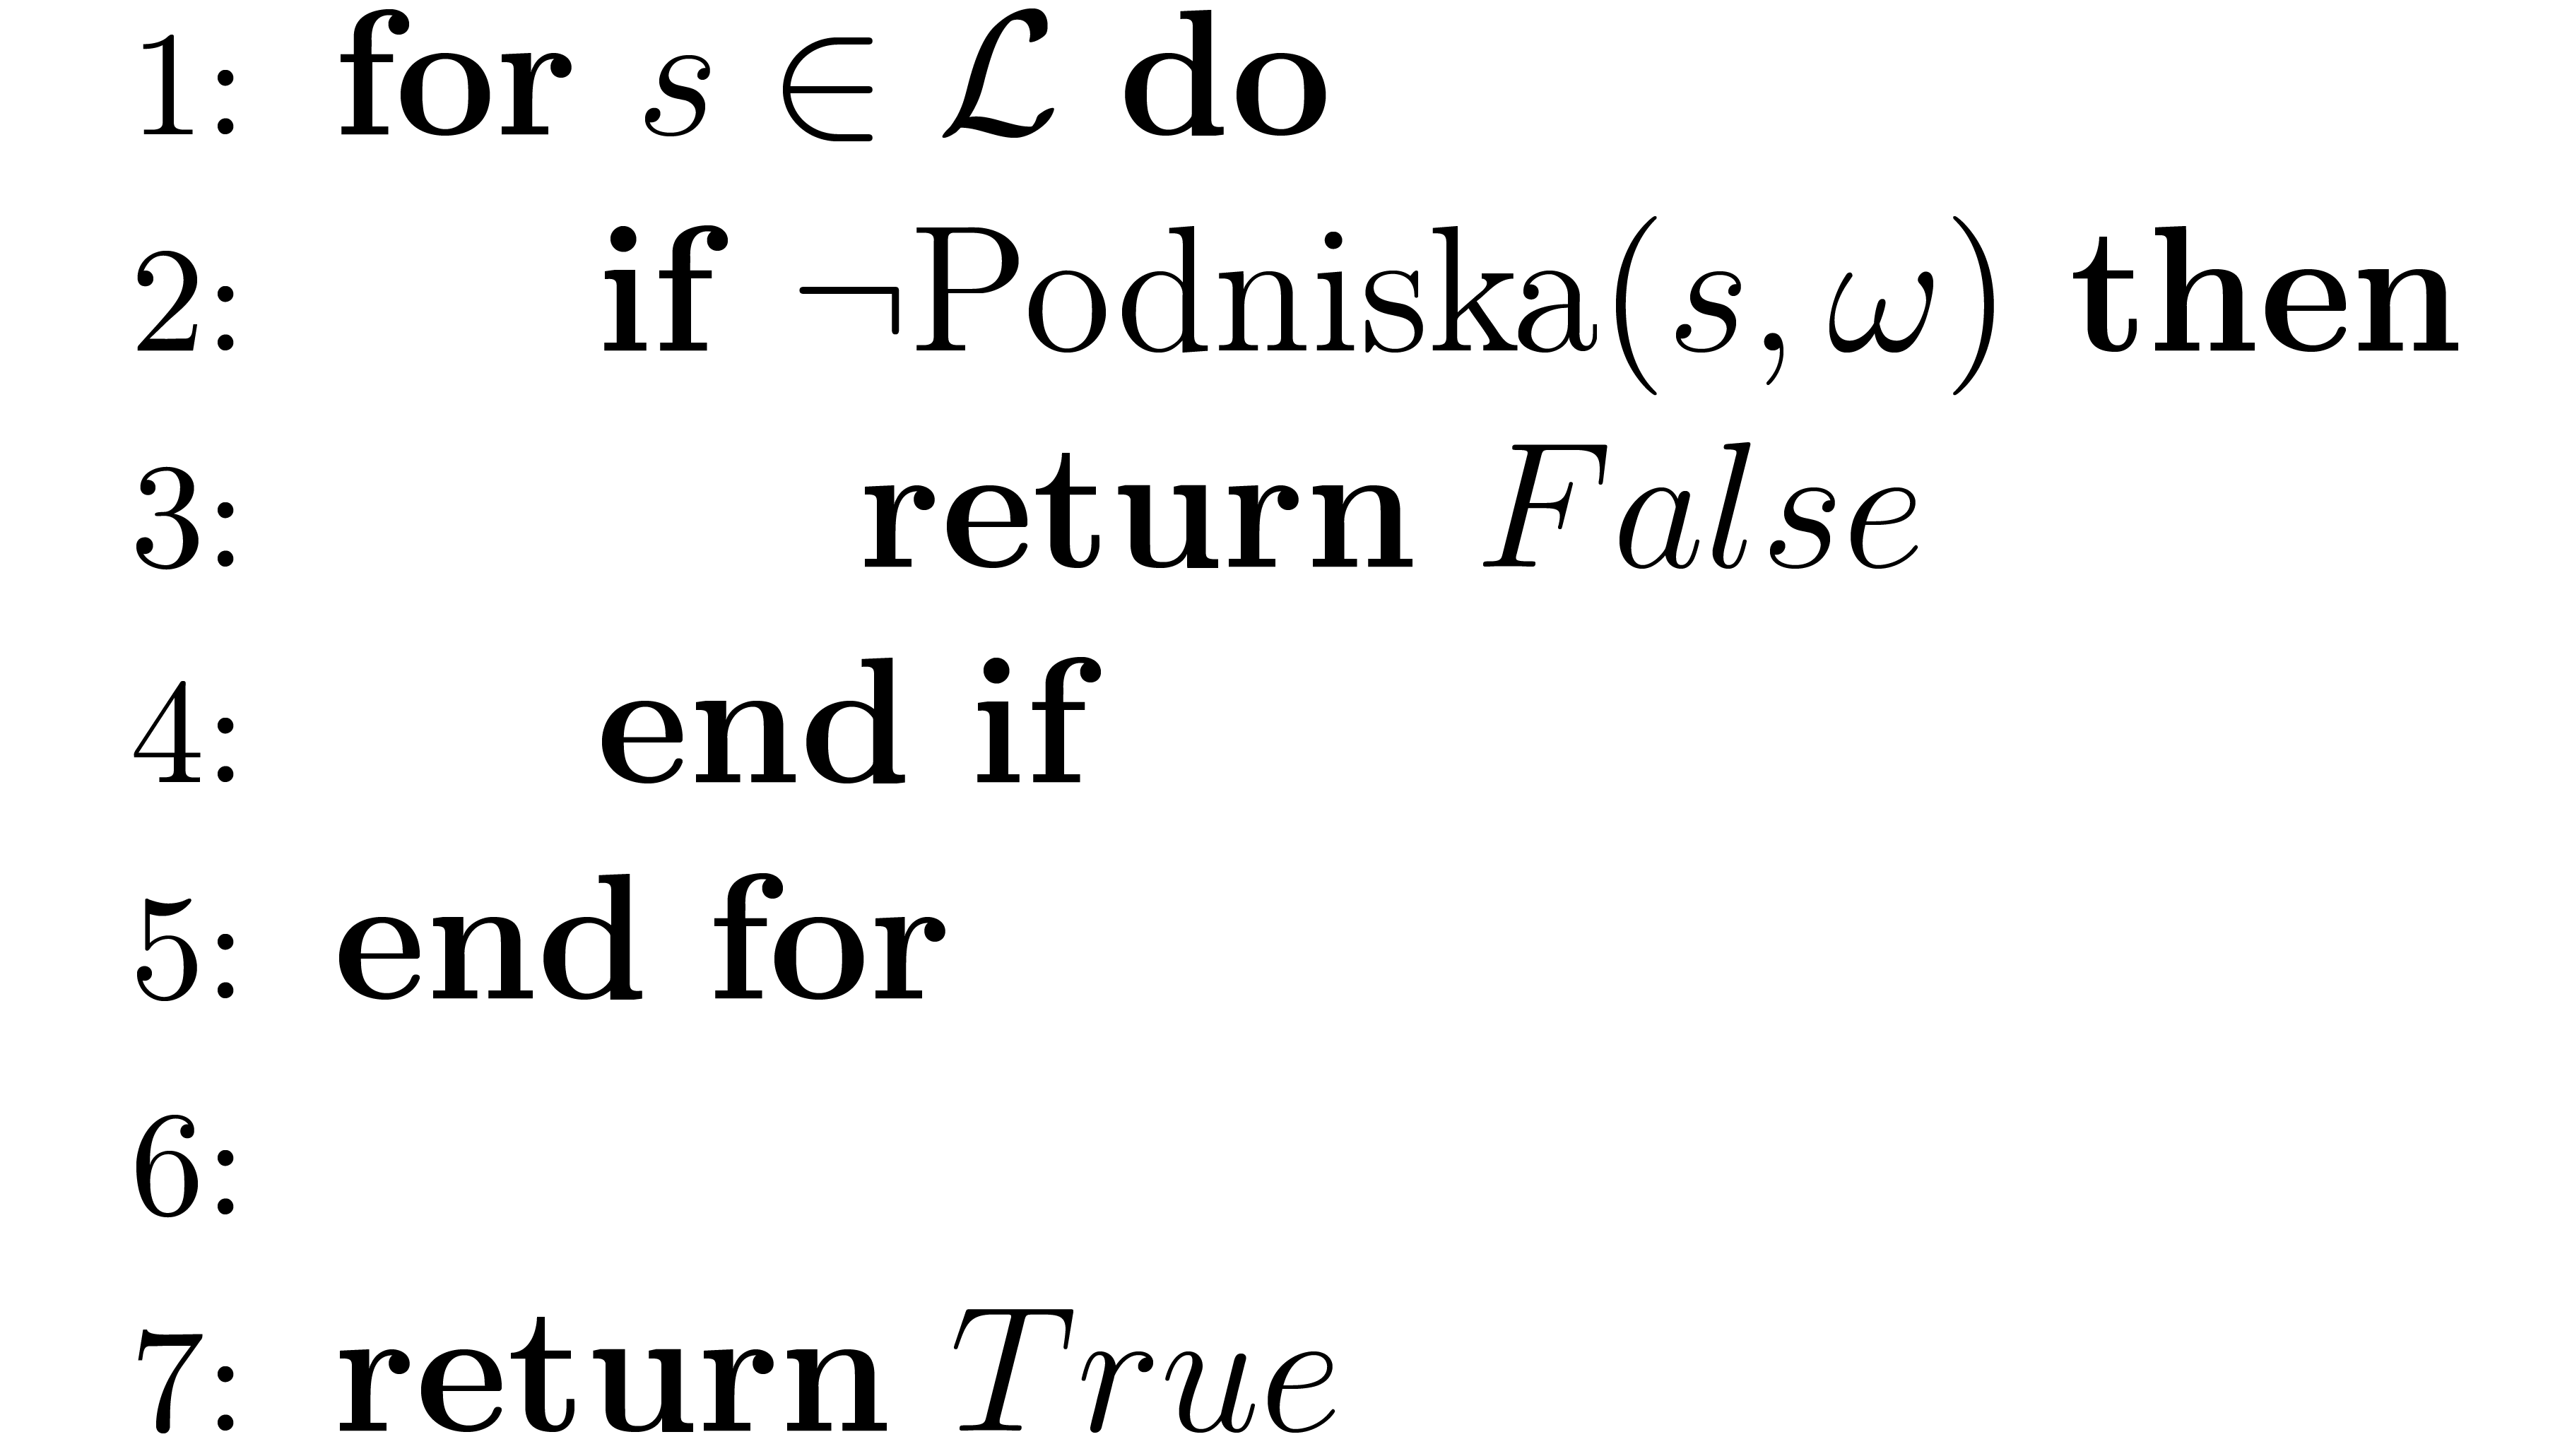 1: for s ∈ ℒ do
2: if ¬Podniska(s, ω) then
3: return False
4: end if
5: end for
6:
7: return True